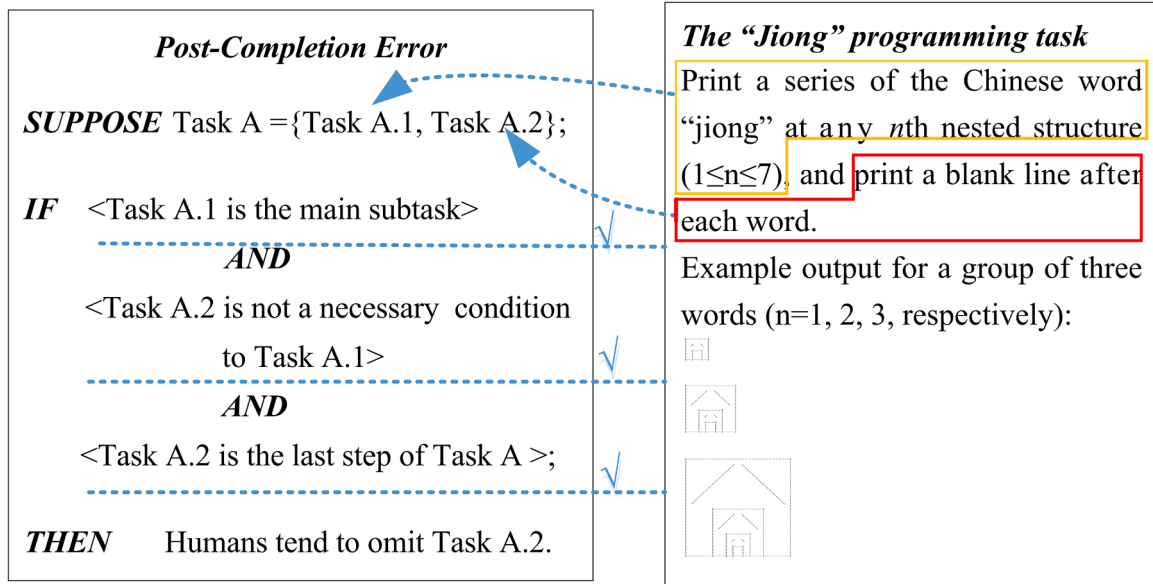 Post-Completion Error
SUPPOSE Task A ={Task A.1, Task A.2};
IF <Task A.1 is the main subtask>
AND
<Task A.2 is not a necessary condition
to Task A.1>
AND
<Task A.2 is the last step of Task A >;
THEN Humans tend to omit Task A.2.
√
√
√
The “Jiong” programming task
Print a series of the Chinese word
“jiong” at any nth nested structure
(1≤n≤7), and print a blank line after
each word.
Example output for a group of three
words (n=1, 2, 3, respectively):